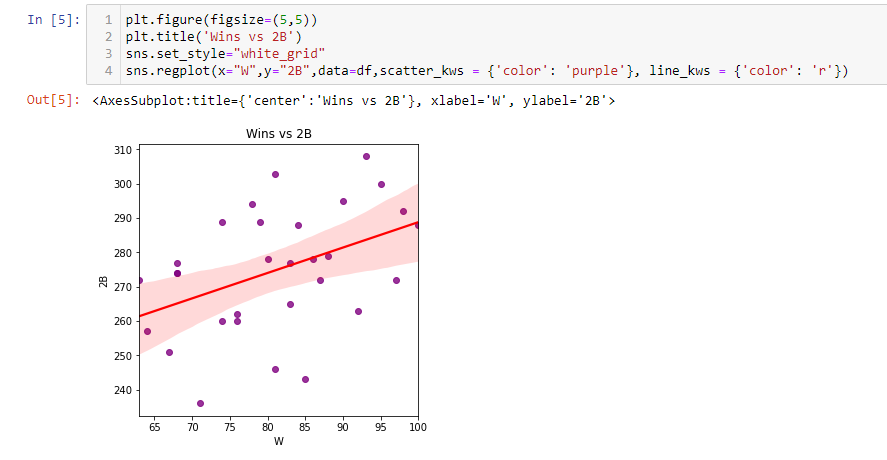 In [5]:
1 plt.figure(figsize=(5,5))
2 plt.title('Wins vs 2B')
3 sns.set_style="white_grid"
4 sns.regplot(x="W",y="2B",data=df,scatter_kws = {'color': 'purple'}, line_kws = {'color': 'r'})
Out[5]: <AxesSubplot:title={'center':'Wins vs 2B'}, xlabel='W', ylabel='2B'>
Wins vs 2B
310
300
290
280
270
260
250
240
2B
65 70 75 80 85 90 95 100
W